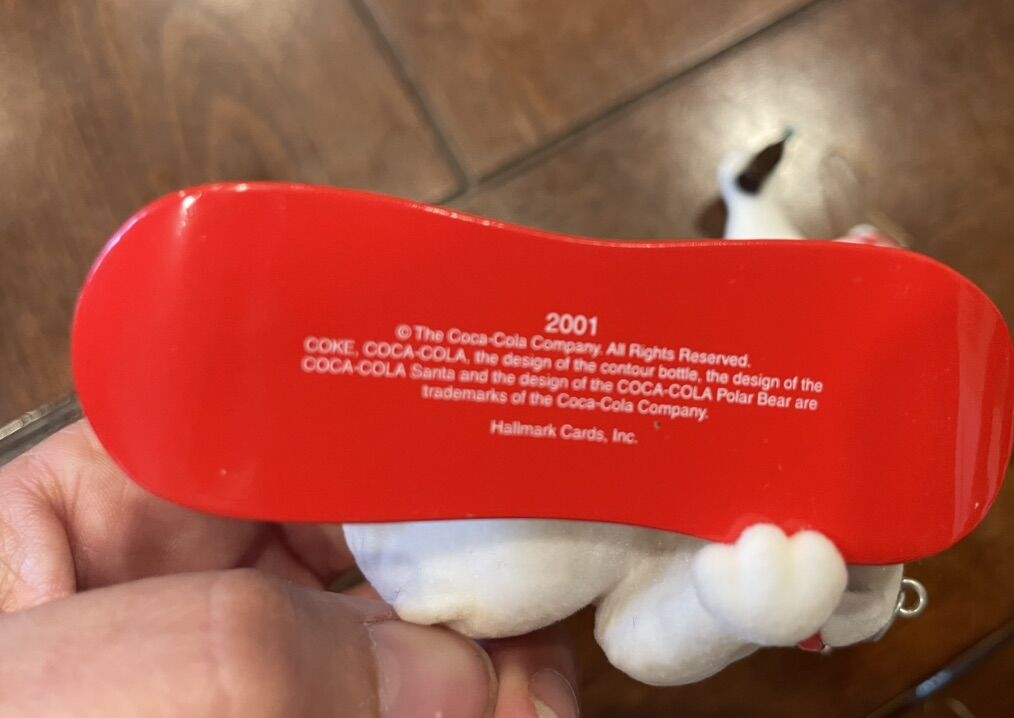 2001
© The Coca-Cola Company. All Rights Reserved.
COKE, COCA-COLA, the design of the contour bottle, the design of the
COCA-COLA Santa and the design of the COCA-COLA Polar Bear are
trademarks of the Coca-Cola Company.
Hallmark Cards, Inc.